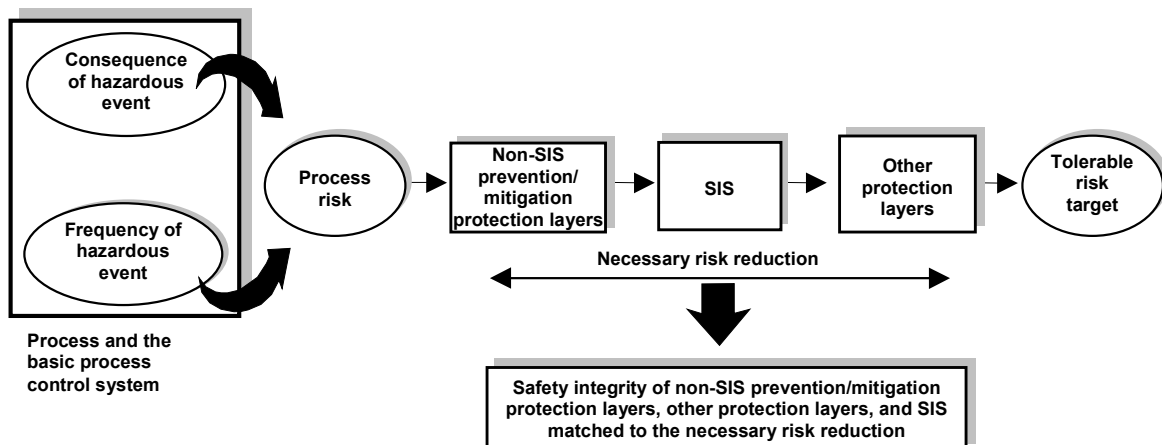 Consequence
of hazardous
event
Frequency of
hazardous
event
Process and the
basic process
control system
Process
risk
Non-SIS
prevention/
mitigation
protection layers
SIS
Other
protection
layers
Tolerable
risk
target
Necessary risk reduction
Safety integrity of non-SIS prevention/mitigation
protection layers, other protection layers, and SIS
matched to the necessary risk reduction